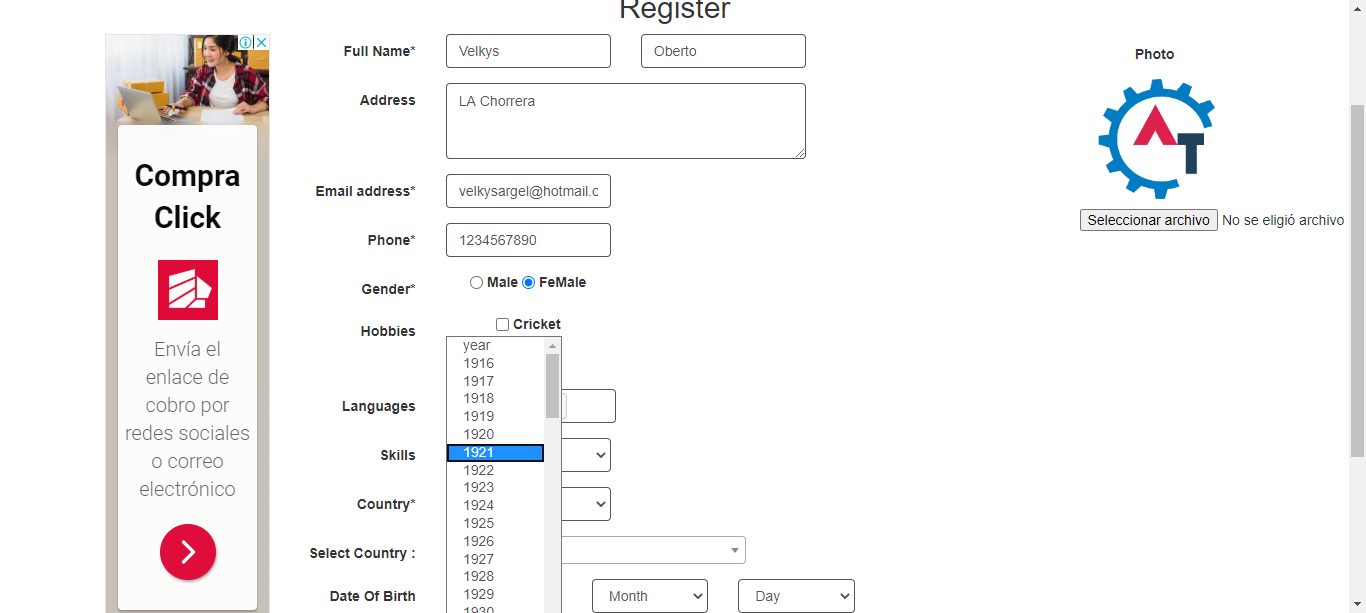 Register
Full Name*
Velkys
Oberto
Address
LA Chorrera
Email address*
velkysargel@hotmail.c
Phone*
1234567890
Gender*
Male
FeMale
Hobbies
Cricket
year
1916
1917
1918
1919
1920
1921
1922
1923
1924
1925
1926
1927
1928
1929
1930
Languages
Skills
Country*
Select Country :
Date Of Birth
Month
Day
Photo
AT
Seleccionar archivo No se eligió archivo
Compra
Click
Envía el
enlace de
cobro por
redes sociales
o correo
electrónico